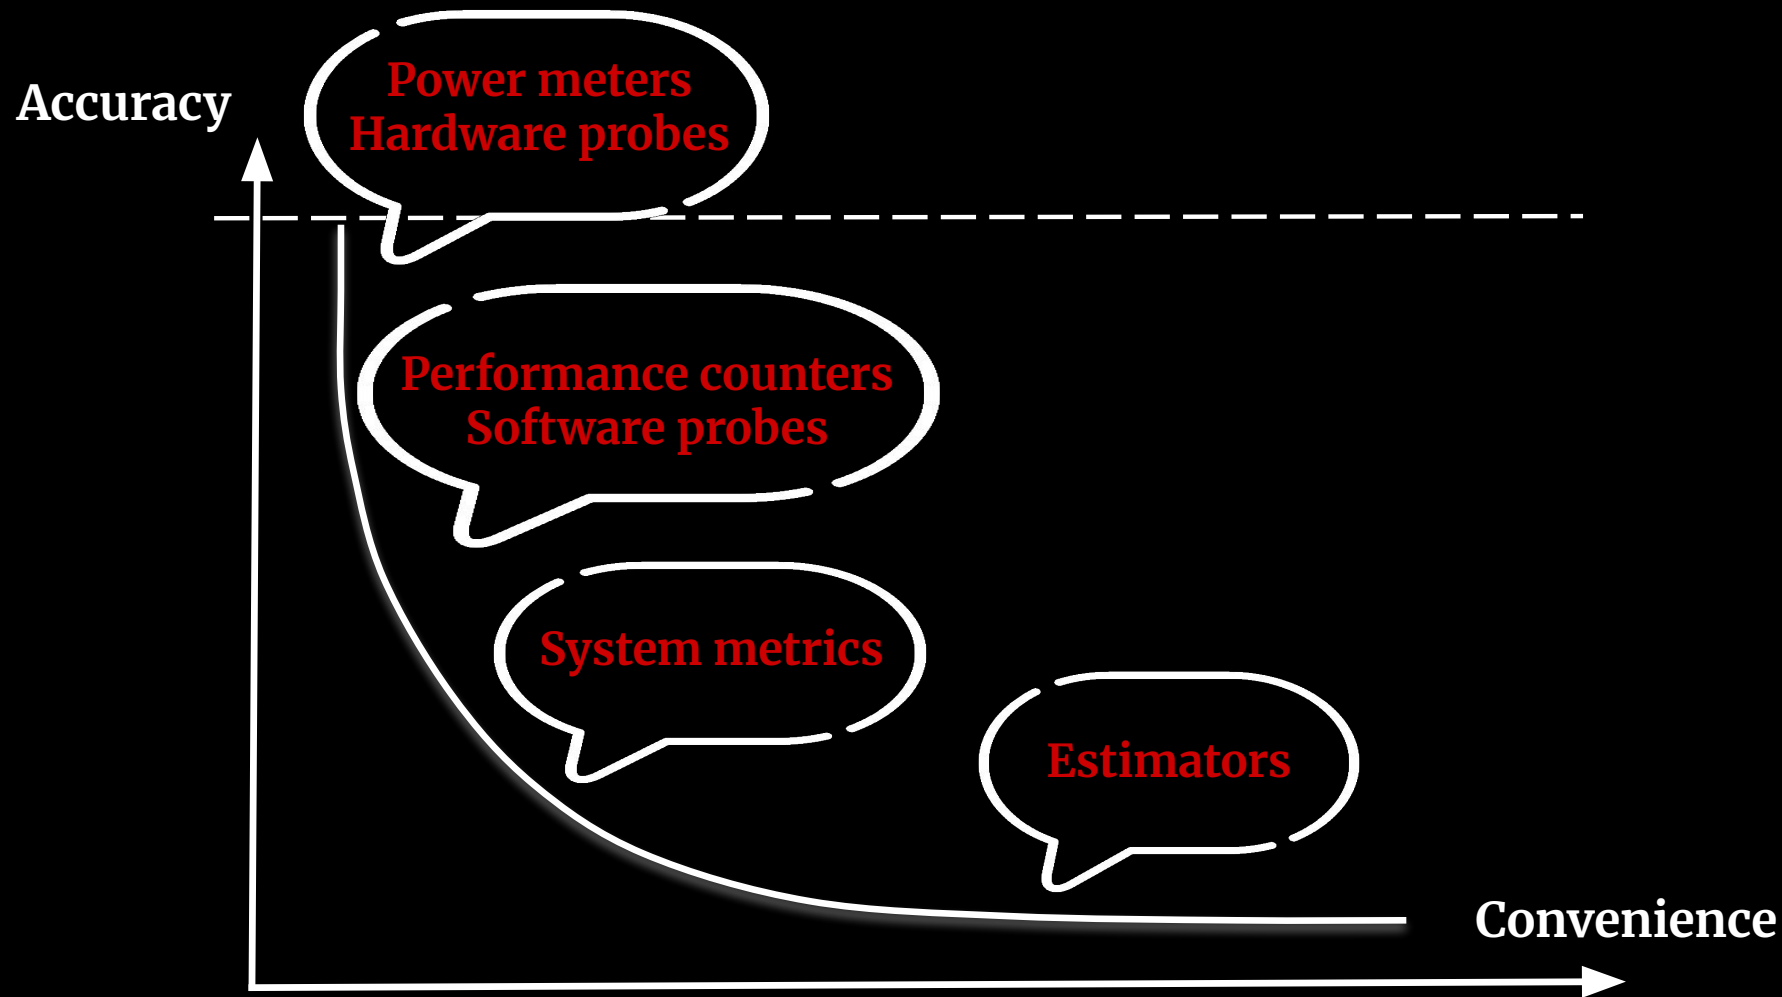 Accuracy
Power meters
Hardware probes
Performance counters
Software probes
System metrics
Estimators
Convenience